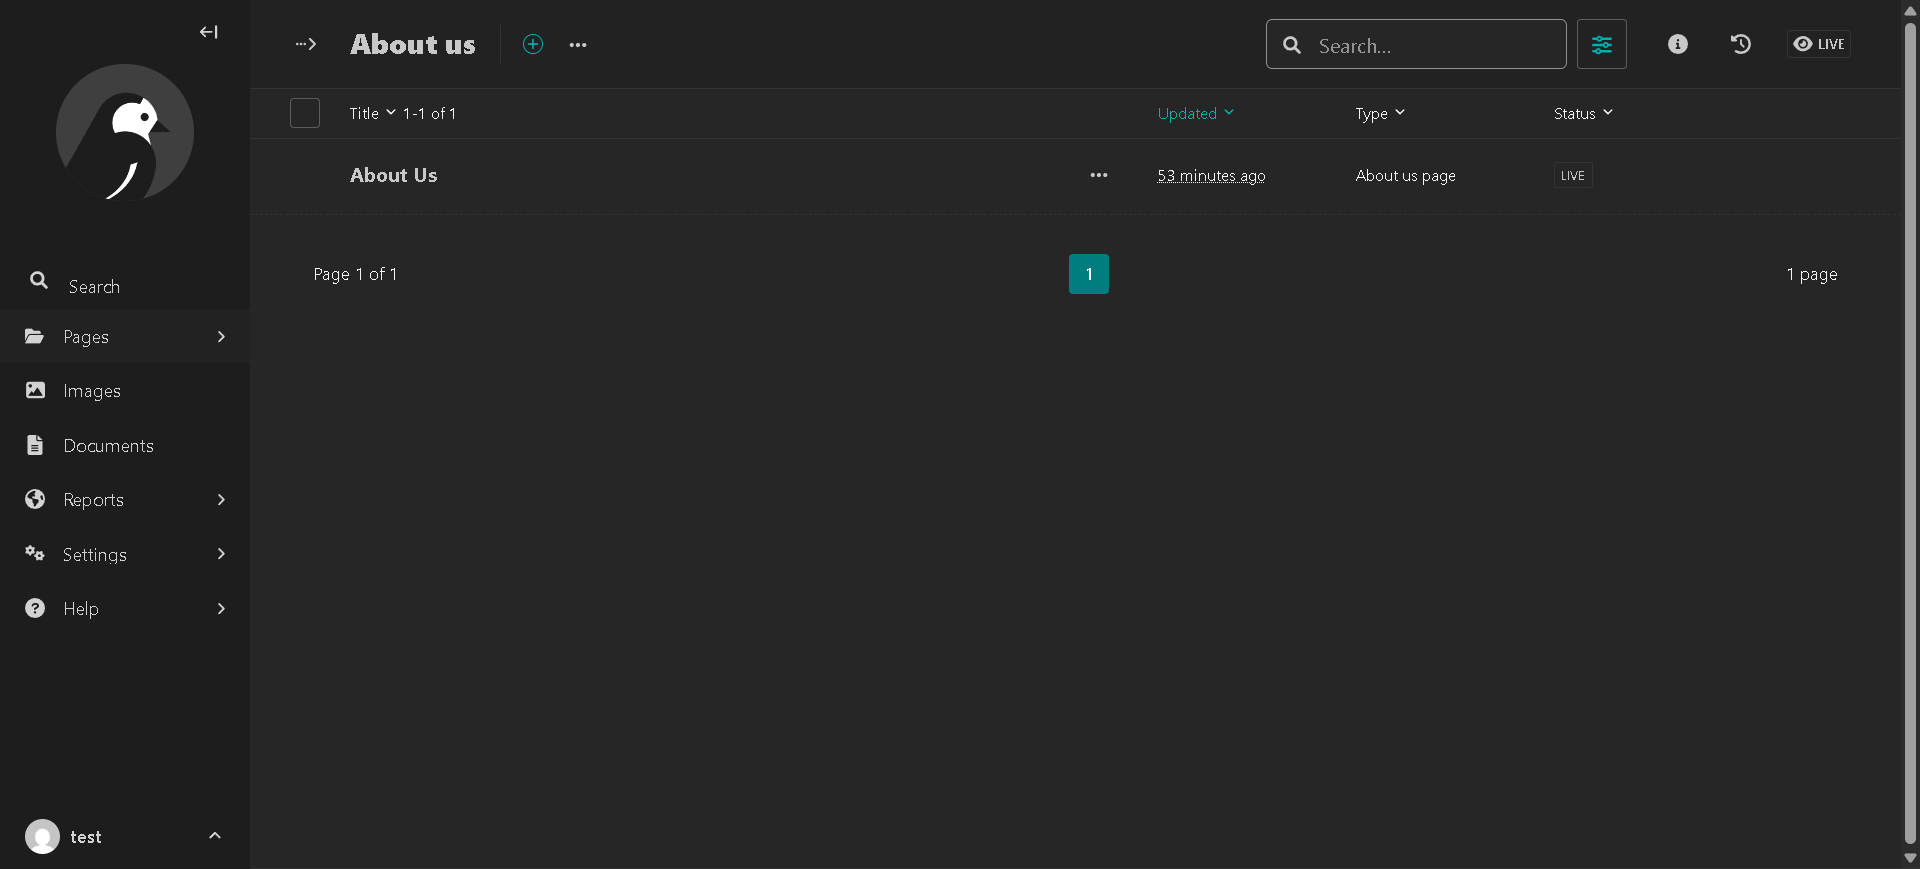 About us
Search...
LIVE
Title 1-1 of 1 Updated Type Status
About Us 53 minutes ago About us page LIVE
Page 1 of 1 1 1 page
Search
Pages
Images
Documents
Reports
Settings
Help
test